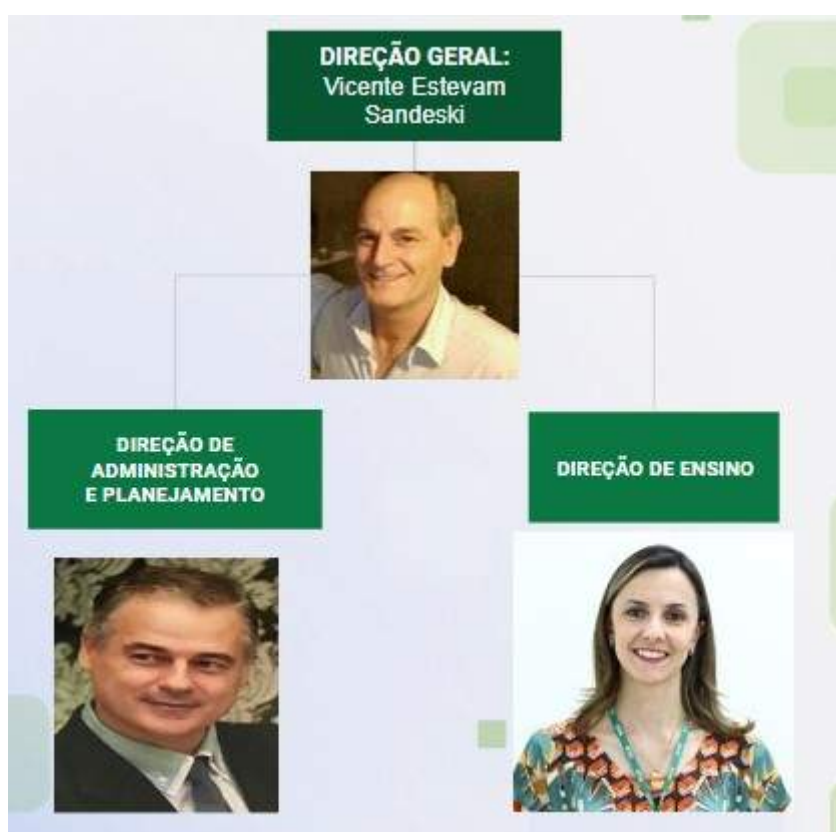 DIREÇÃO GERAL:
Vicente Estevam
Sandeski
DIREÇÃO DE
ADMINISTRAÇÃO
E PLANEJAMENTO
DIREÇÃO DE ENSINO